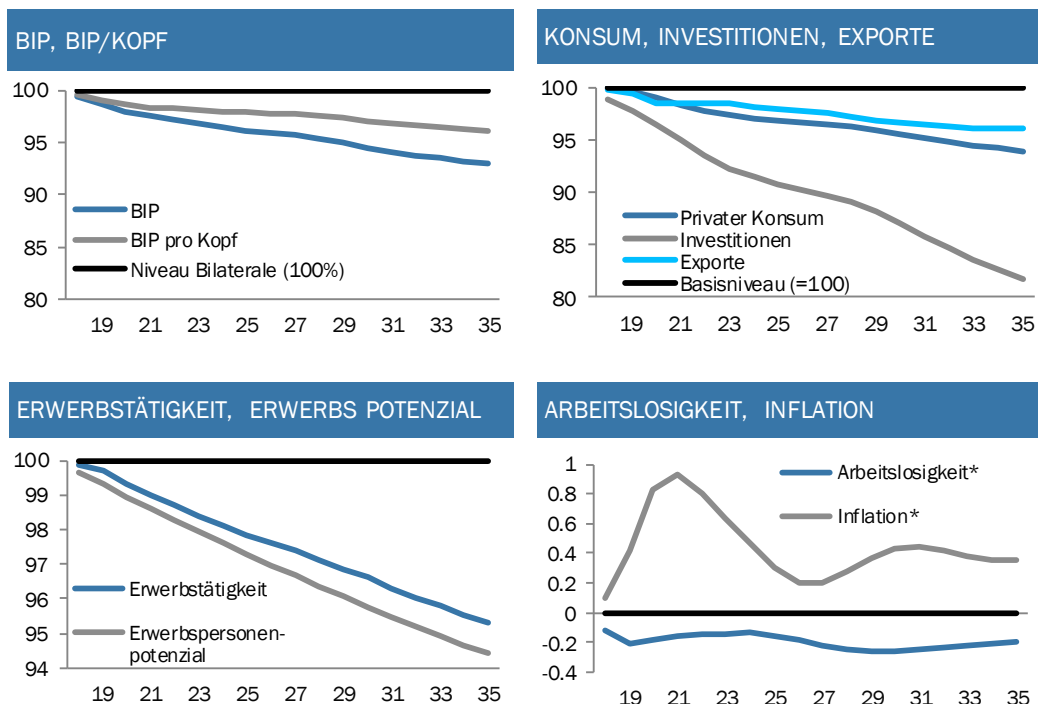 BIP, BIP/KOPF
100
95
90
85
80
BIP
BIP pro Kopf
Niveau Bilaterale (100%)
19 21 23 25 27 29 31 33 35
KONSUM, INVESTITIONEN, EXPORTE
100
95
90
85
80
Privater Konsum
Investitionen
Exporte
Basisniveau (=100)
19 21 23 25 27 29 31 33 35
ERWERBSTÄTIGKEIT, ERWERBS POTENZIAL
100
99
98
97
96
95
94
Erwerbstätigkeit
Erwerbspersonen-
potenzial
19 21 23 25 27 29 31 33 35
ARBEITSLOSIGKEIT, INFLATION
1
0.8
0.6
0.4
0.2
0
-0.2
-0.4
Arbeitslosigkeit*
Inflation*
19 21 23 25 27 29 31 33 35